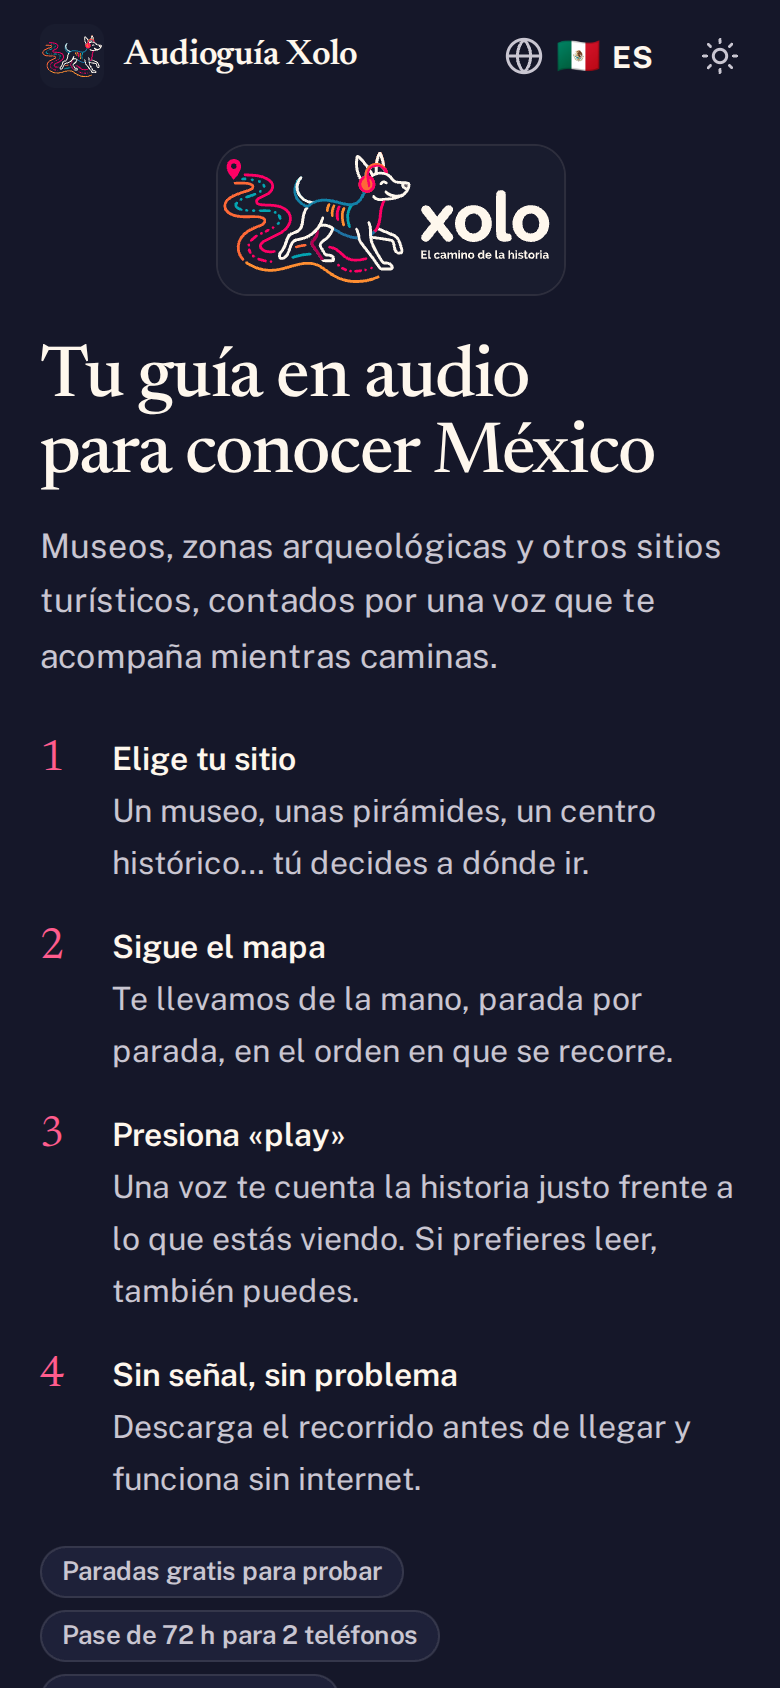 Audioguía Xolo
ES
xolo
El camino de la historia
Tu guía en audio
para conocer México
Museos, zonas arqueológicas y otros sitios
turísticos, contados por una voz que te
acompaña mientras caminas.
1
Elige tu sitio
Un museo, unas pirámides, un centro
histórico... tú decides a dónde ir.
2
Sigue el mapa
Te llevamos de la mano, parada por
parada, en el orden en que se recorre.
3
Presiona «play»
Una voz te cuenta la historia justo frente a
lo que estás viendo. Si prefieres leer,
también puedes.
4
Sin señal, sin problema
Descarga el recorrido antes de llegar y
funciona sin internet.
Paradas gratis para probar
Pase de 72 h para 2 teléfonos